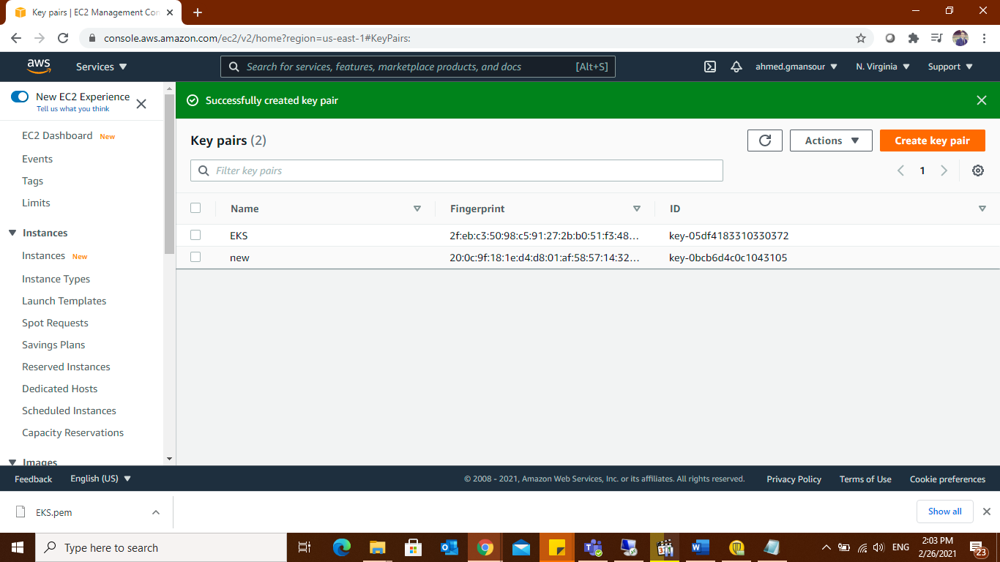 Key pairs | EC2 Management Con
console.aws.amazon.com/ec2/v2/home?region=us-east-1#KeyPairs:
aws
Services
Search for services, features, marketplace products, and docs
[Alt+S]
ahmed.gmansour
N. Virginia
Support
New EC2 Experience
Tell us what you think
EC2 Dashboard New
Events
Tags
Limits
Instances
Instances New
Instance Types
Launch Templates
Spot Requests
Savings Plans
Reserved Instances
Dedicated Hosts
Scheduled Instances
Capacity Reservations
Images
Successfully created key pair
Key pairs (2)
Actions
Create key pair
Filter key pairs
1
Name Fingerprint ID
EKS 2f:eb:c3:50:98:c5:91:27:2b:b0:51:f3:48... key-05df4183310330372
new 20:0c:9f:18:1e:d4:d8:01:af:58:57:14:32... key-0bcb6d4c0c1043105
Feedback
English (US)
© 2008 - 2021, Amazon Web Services, Inc. or its affiliates. All rights reserved.
Privacy Policy
Terms of Use
Cookie preferences
EKS.pem
Show all
Type here to search
ENG
2:03 PM
2/26/2021
23